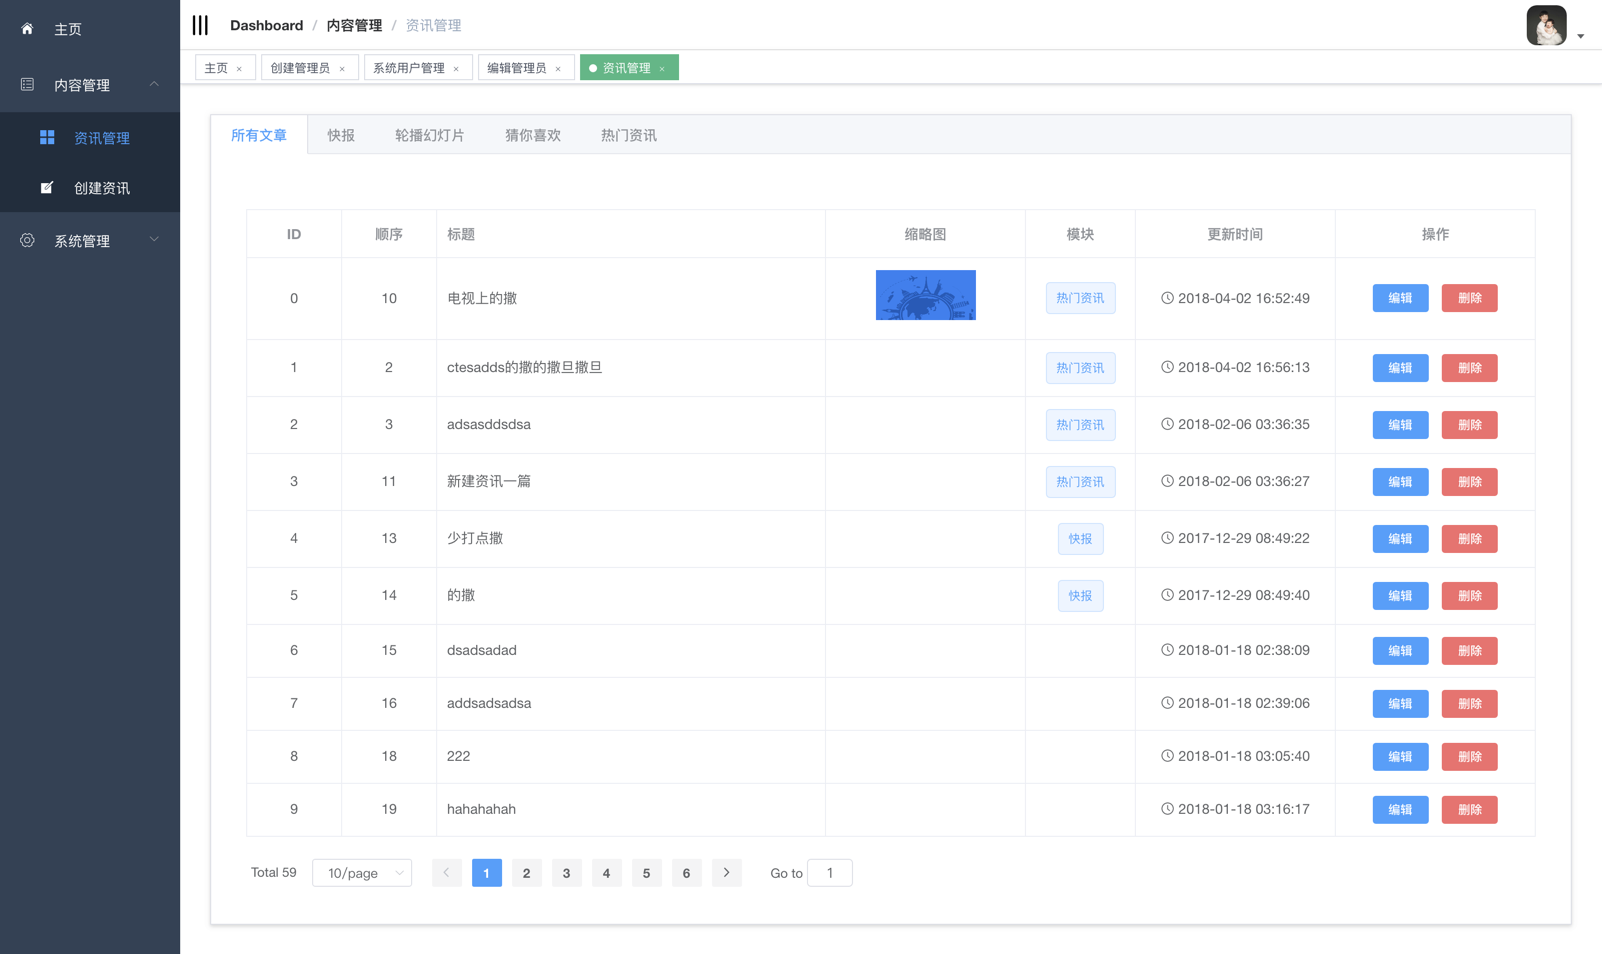 主页
内容管理
资讯管理
创建资讯
系统管理
Dashboard / 内容管理 / 资讯管理
主页 × 创建管理员 × 系统用户管理 × 编辑管理员 × 资讯管理 ×
所有文章 快报 轮播幻灯片 猜你喜欢 热门资讯
ID 顺序 标题 缩略图 模块 更新时间 操作
0 10 电视上的撒 热门资讯 2018-04-02 16:52:49 编辑 删除
1 2 ctesadds的撒的撒旦撒旦 热门资讯 2018-04-02 16:56:13 编辑 删除
2 3 adsasddsdsa 热门资讯 2018-02-06 03:36:35 编辑 删除
3 11 新建资讯一篇 热门资讯 2018-02-06 03:36:27 编辑 删除
4 13 少打点撒 快报 2017-12-29 08:49:22 编辑 删除
5 14 的撒 快报 2017-12-29 08:49:40 编辑 删除
6 15 dsadsadad 2018-01-18 02:38:09 编辑 删除
7 16 addsadsadsa 2018-01-18 02:39:06 编辑 删除
8 18 222 2018-01-18 03:05:40 编辑 删除
9 19 hahahahah 2018-01-18 03:16:17 编辑 删除
Total 59 10/page 1 2 3 4 5 6 Go to 1